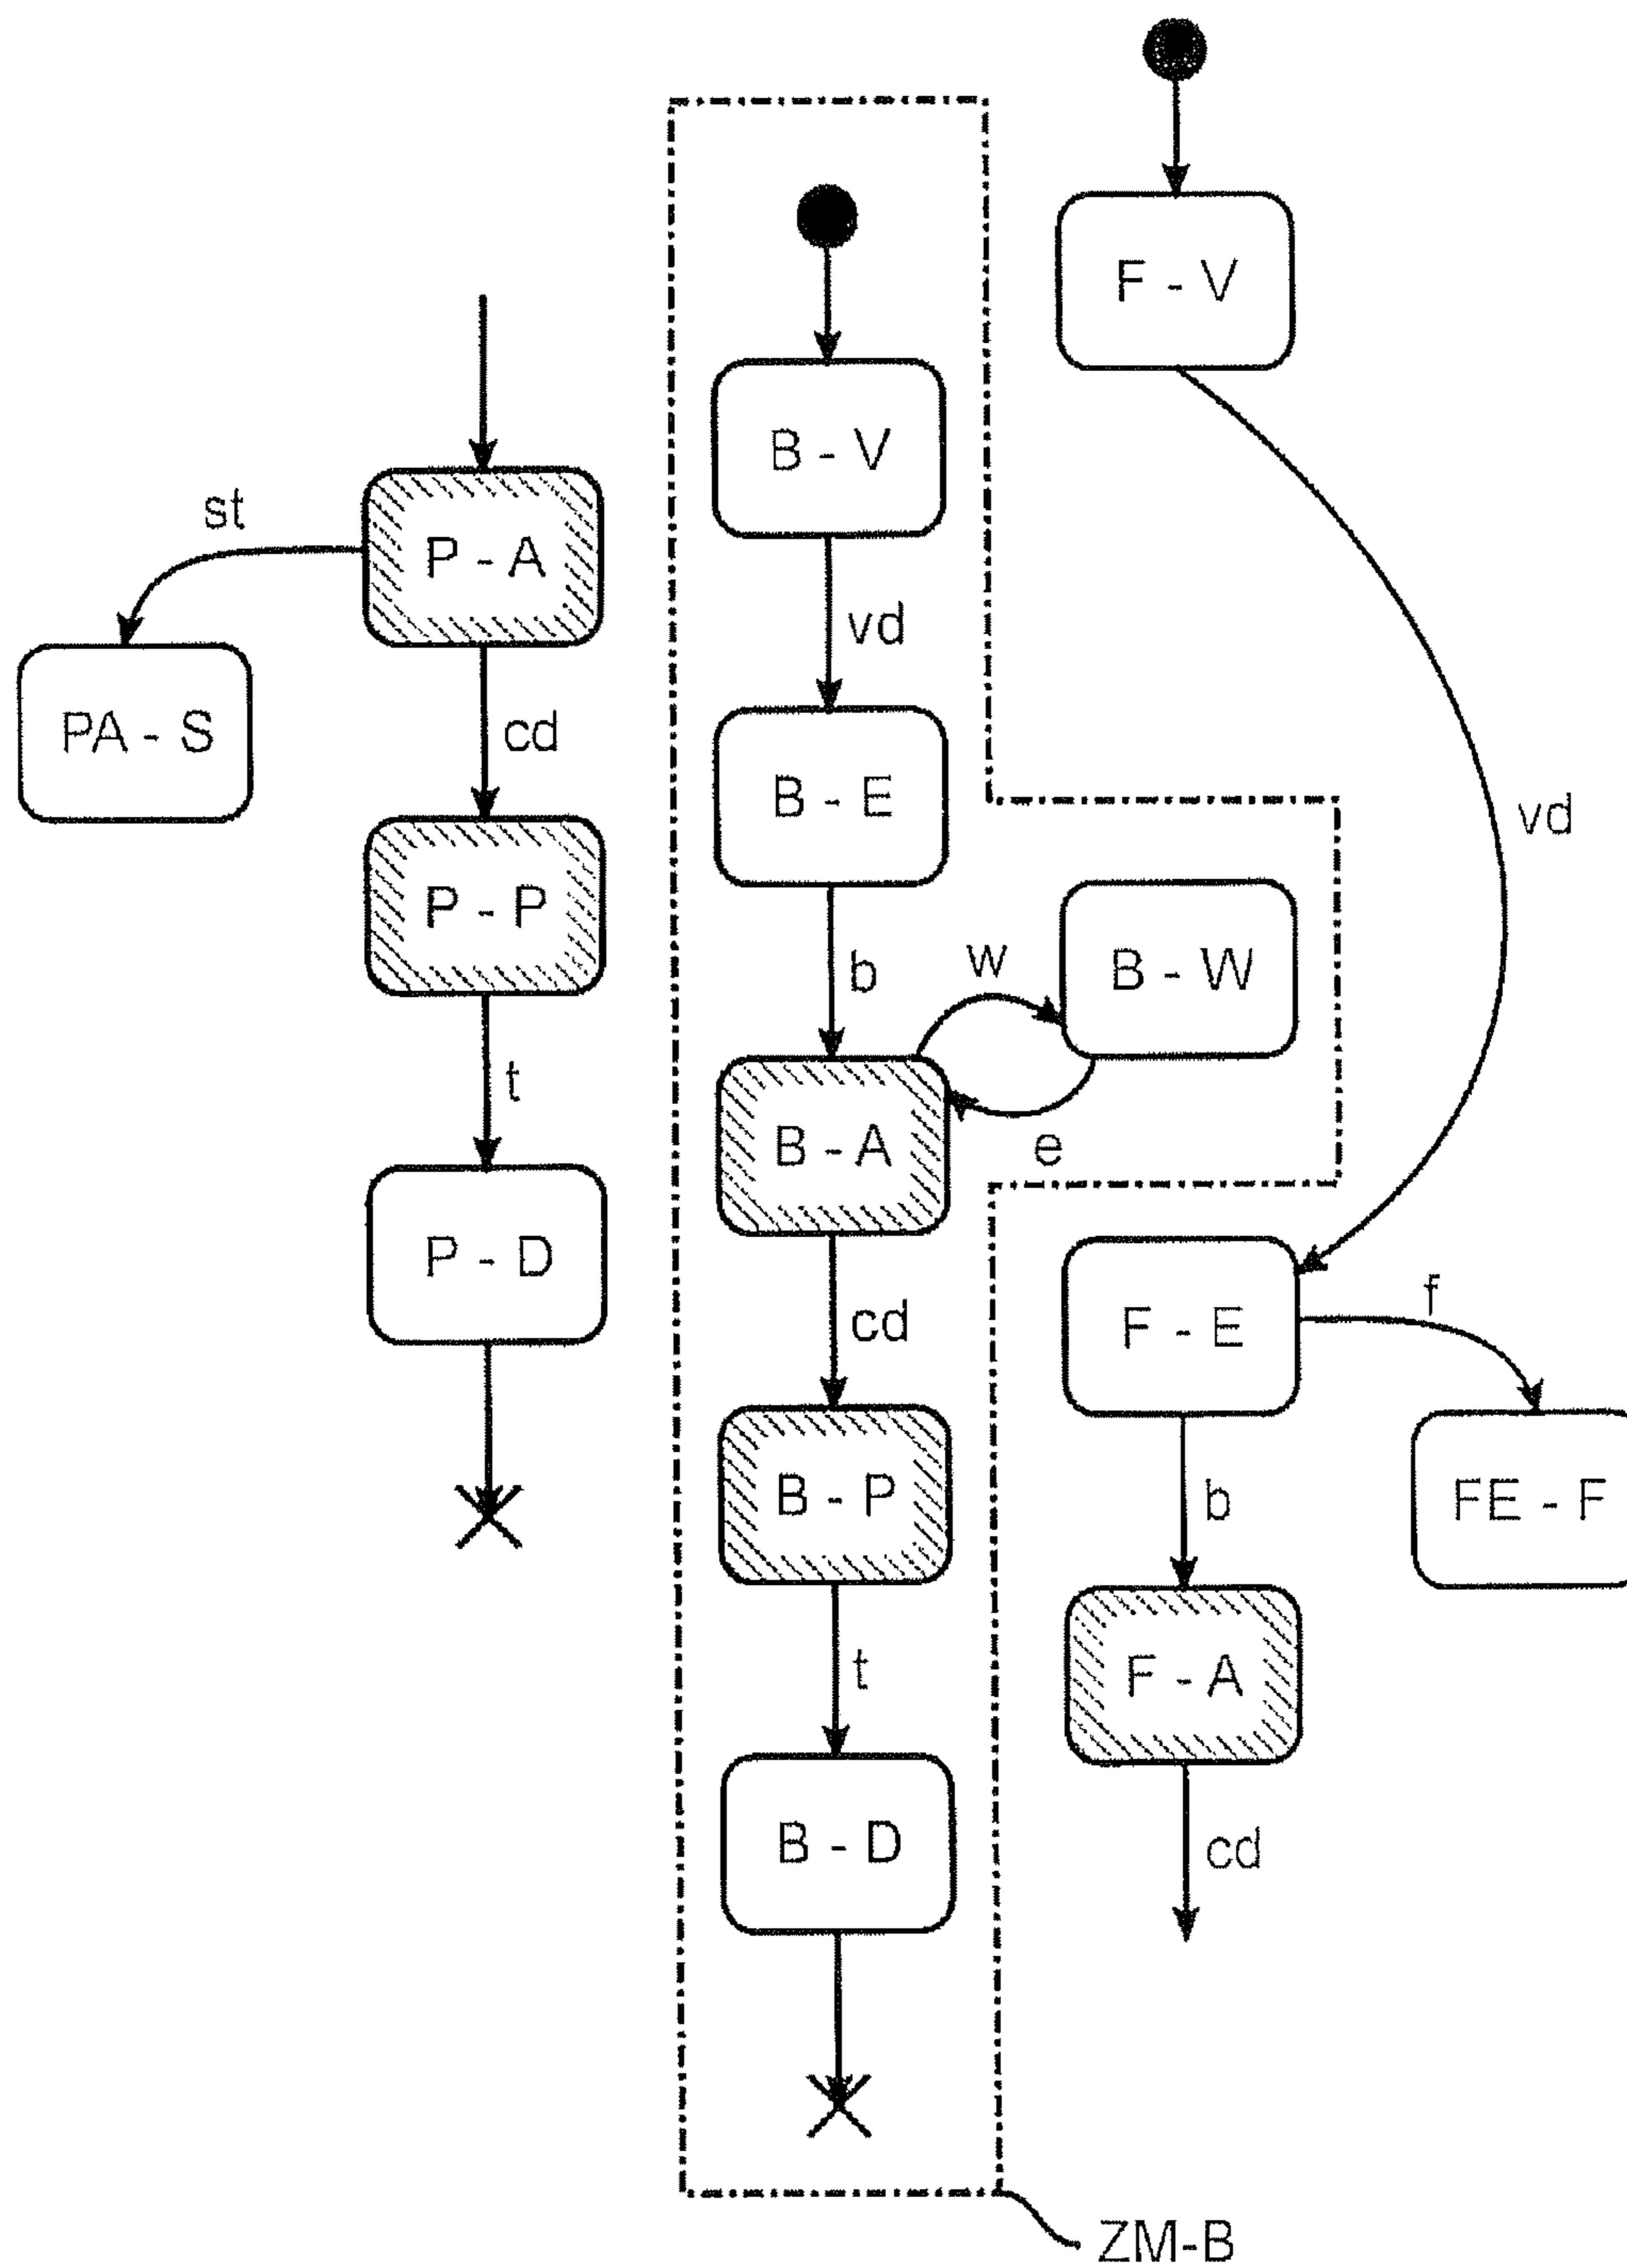 F - V
B - V
st
P - A
vd
PA - S
cd
B - E
vd
P - P
b
w
B - W
t
B - A
e
P - D
cd
F - E
f
B - P
b
FE - F
t
F - A
B - D
cd
ZM-B